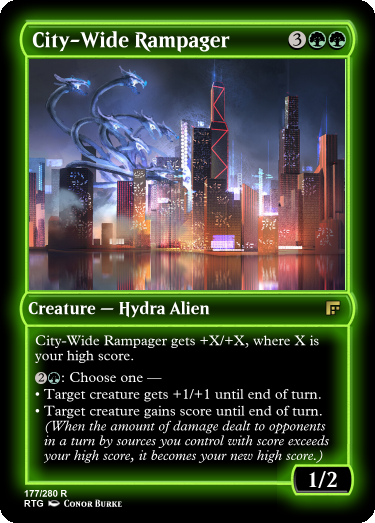 City-Wide Rampager 3
City-Wide Rampager gets +X/+X, where X is
your high score.
Creature — Hydra Alien
2: Choose one —
• Target creature gets +1/+1 until end of turn.
• Target creature gains score until end of turn.
(When the amount of damage dealt to opponents
in a turn by sources you control with score exceeds
your high score, it becomes your new high score.)
1/2
177/280 R
RTG Conor Burke